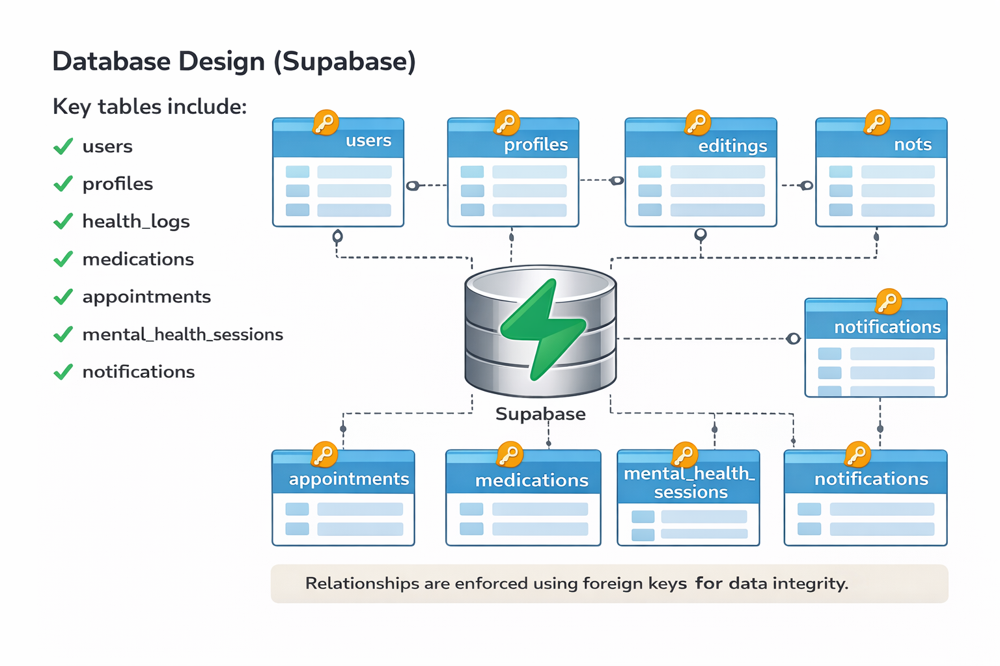 Database Design (Supabase)
Key tables include:
users
profiles
health_logs
medications
appointments
mental_health_sessions
notifications
users
profiles
editings
nots
notifications
Supabase
appointments
medications
mental_health_
sessions
notifications
Relationships are enforced using foreign keys for data integrity.